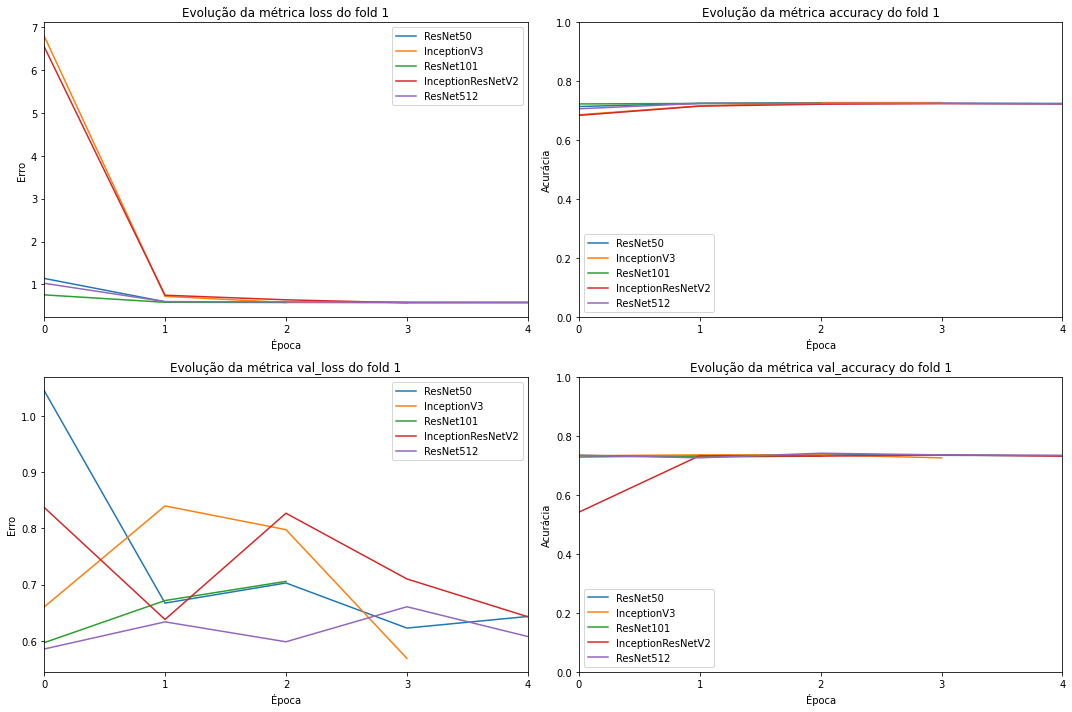 Evolução da métrica loss do fold 1
7
6
5
4
3
2
1
Erro
0
1
2
3
4
Época
ResNet50
InceptionV3
ResNet101
InceptionResNetV2
ResNet512
Evolução da métrica accuracy do fold 1
1.0
0.8
0.6
0.4
0.2
0.0
Acurácia
0
1
2
3
4
Época
ResNet50
InceptionV3
ResNet101
InceptionResNetV2
ResNet512
Evolução da métrica val_loss do fold 1
1.0
0.9
0.8
0.7
0.6
Erro
0
1
2
3
4
Época
ResNet50
InceptionV3
ResNet101
InceptionResNetV2
ResNet512
Evolução da métrica val_accuracy do fold 1
1.0
0.8
0.6
0.4
0.2
0.0
Acurácia
0
1
2
3
4
Época
ResNet50
InceptionV3
ResNet101
InceptionResNetV2
ResNet512